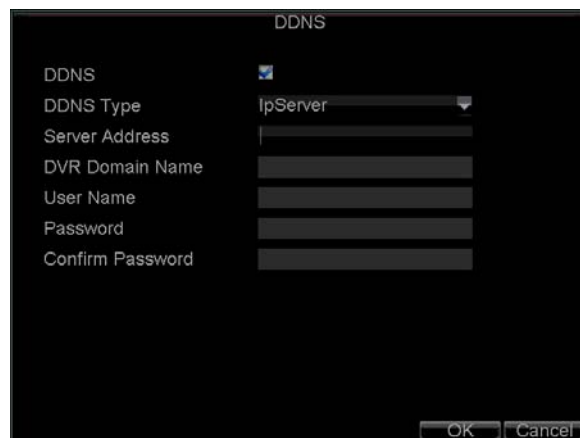 DDNS
DDNS
DDNS Type IpServer
Server Address
DVR Domain Name
User Name
Password
Confirm Password
OK Cancel